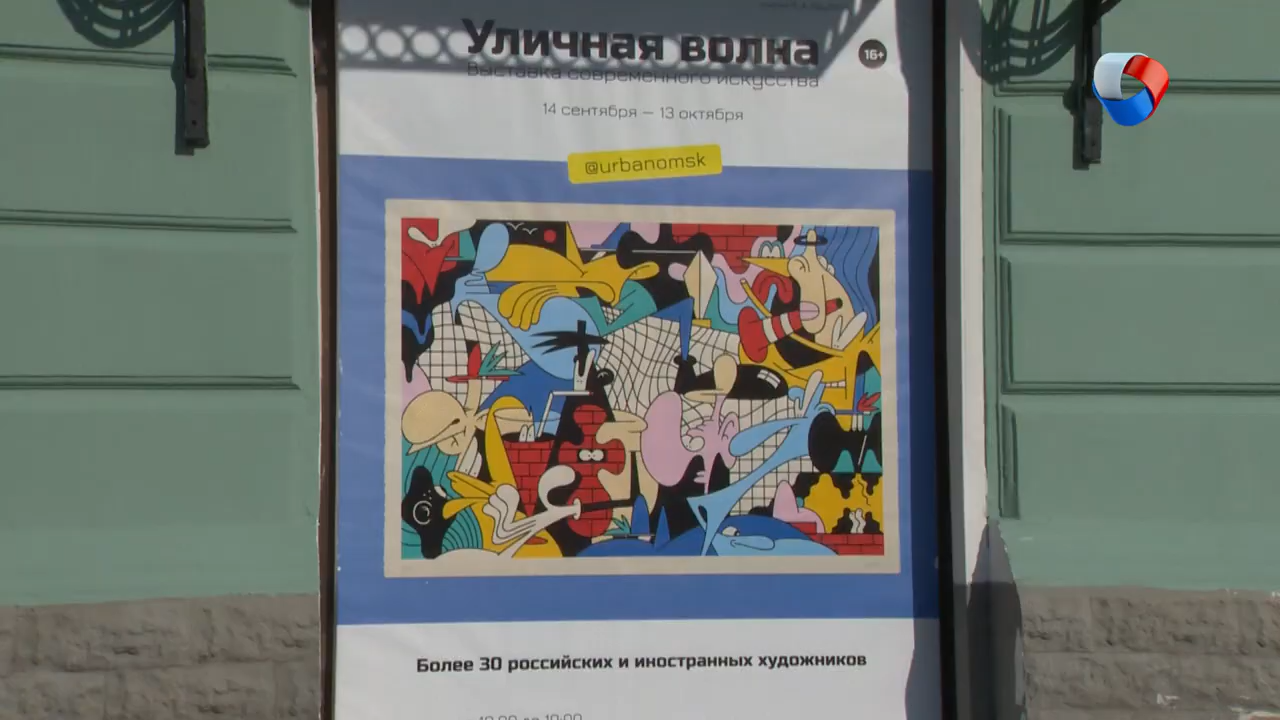 Уличная волна
16+
Выставка современного искусства
14 сентября — 13 октября
@urbanomsk
Более 30 российских и иностранных художников